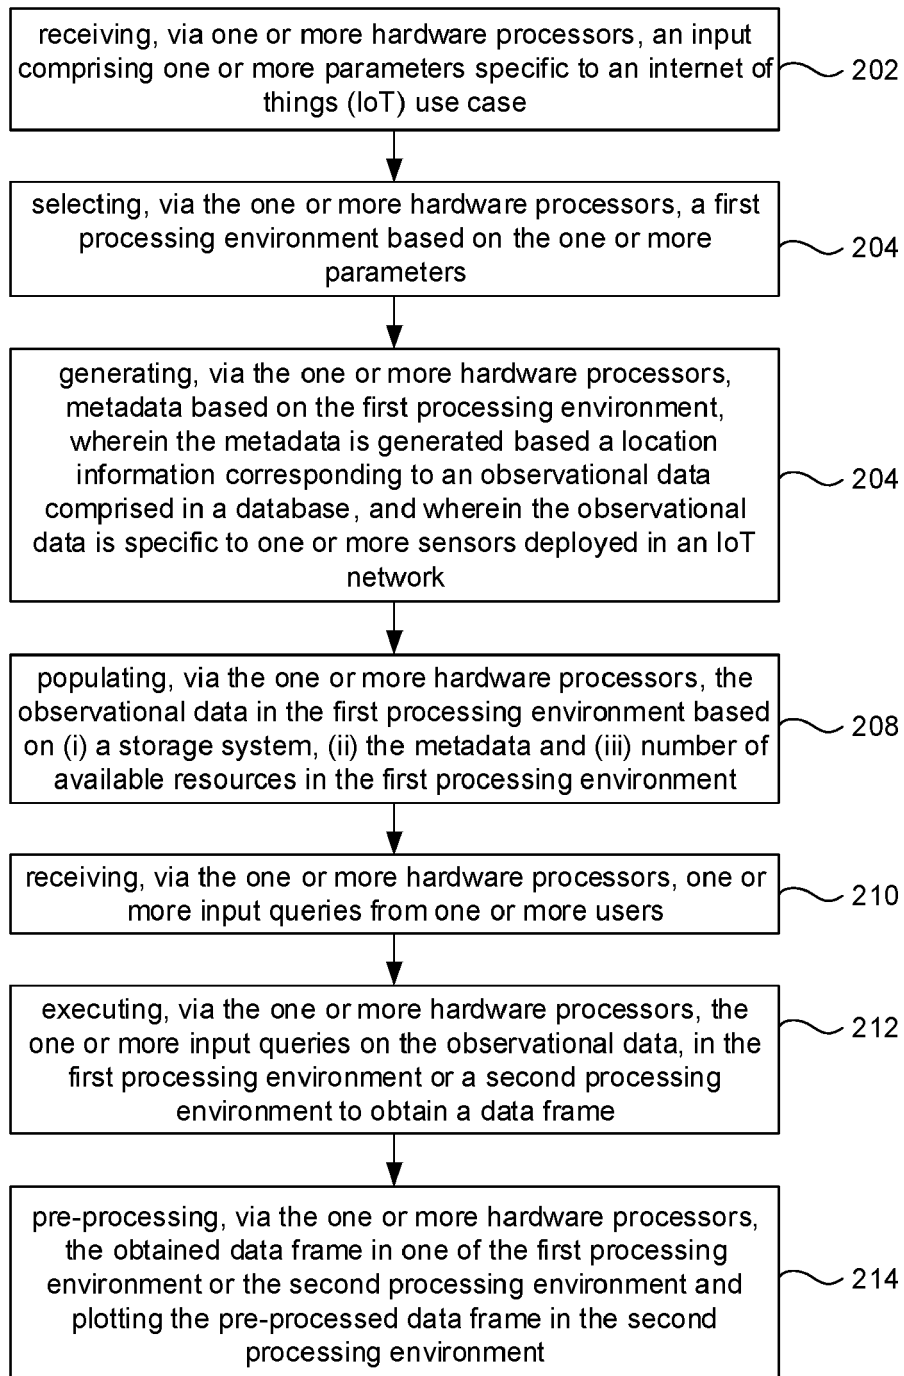 receiving, via one or more hardware processors, an input
comprising one or more parameters specific to an internet of
things (IoT) use case
202
selecting, via the one or more hardware processors, a first
processing environment based on the one or more
parameters
204
generating, via the one or more hardware processors,
metadata based on the first processing environment,
wherein the metadata is generated based a location
information corresponding to an observational data
comprised in a database, and wherein the observational
data is specific to one or more sensors deployed in an IoT
network
204
populating, via the one or more hardware processors, the
observational data in the first processing environment based
on (i) a storage system, (ii) the metadata and (iii) number of
available resources in the first processing environment
208
receiving, via the one or more hardware processors, one or
more input queries from one or more users
210
executing, via the one or more hardware processors, the
one or more input queries on the observational data, in the
first processing environment or a second processing
environment to obtain a data frame
212
pre-processing, via the one or more hardware processors,
the obtained data frame in one of the first processing
environment or the second processing environment and
plotting the pre-processed data frame in the second
processing environment
214